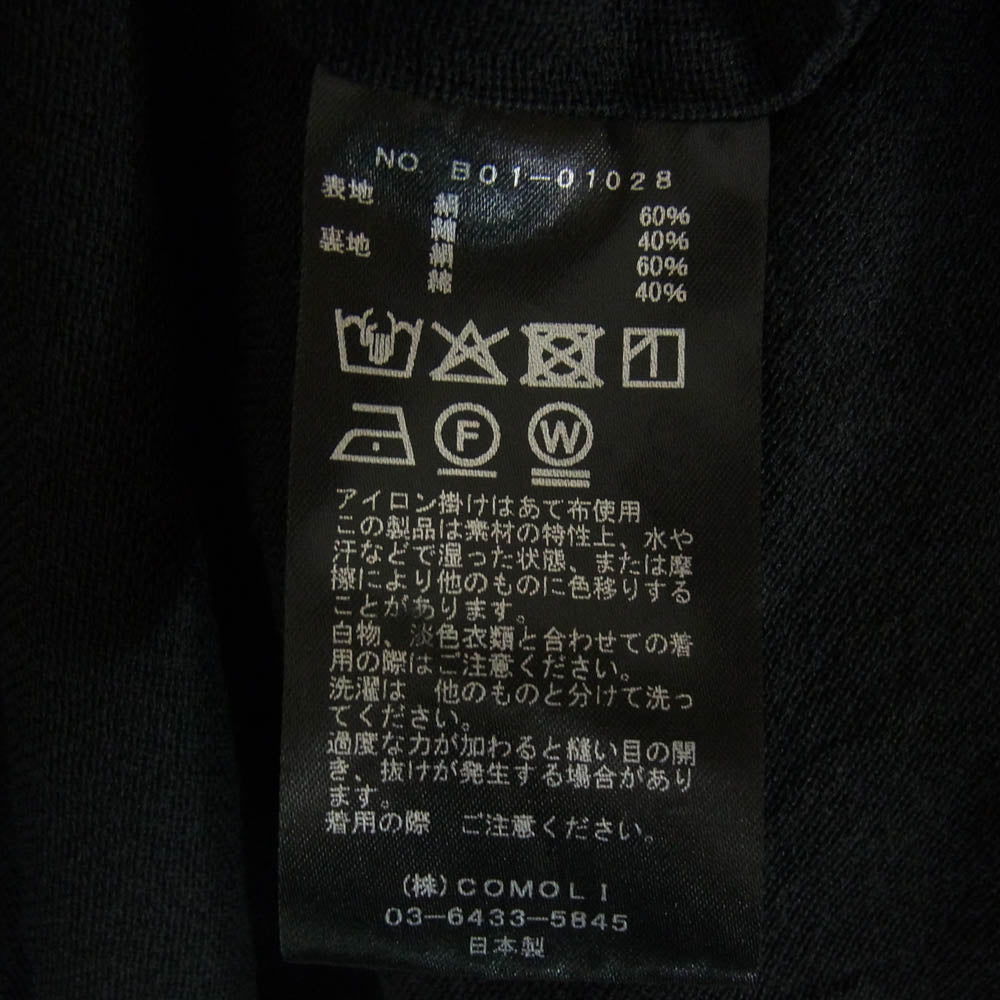 NO. B01-01028
表地 絹 60%
綿 40%
裏地 絹 60%
綿 40%
F W
アイロン掛けはあて布使用
この製品は素材の特性上、水や
汗などで湿った状態、または摩
擦により他のものに色移りする
ことがあります。
白物、淡色衣類と合わせての着
用の際はご注意ください。
洗濯は 他のものと分けて洗っ
てください。
過度な力が加わると縫い目の開
き、抜けが発生する場合があり
ます。
着用の際 ご注意ください。
(株)COMOLI
03-6433-5845
日本製